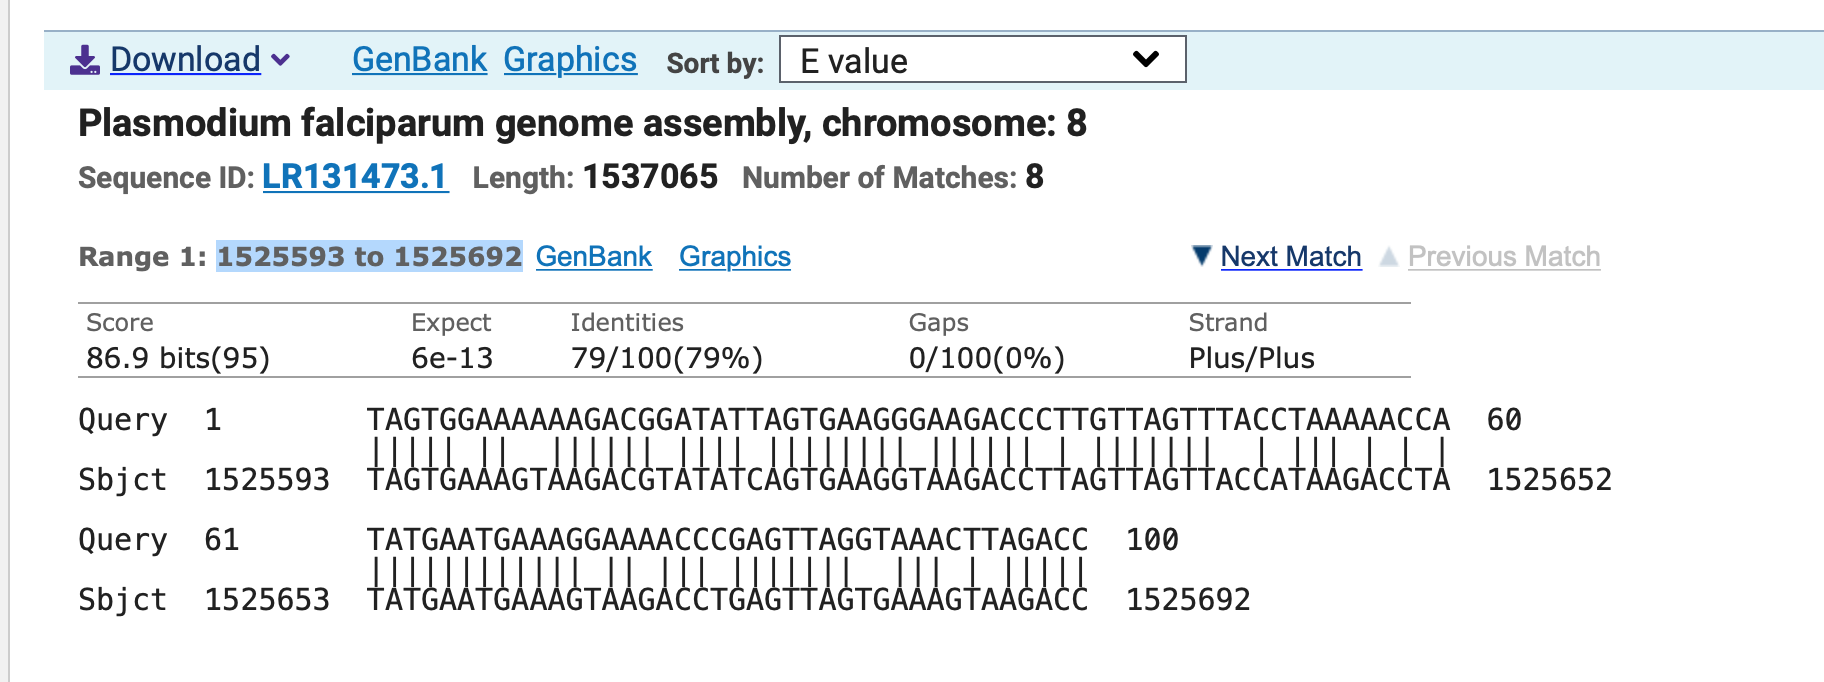 Download GenBank Graphics Sort by: E value
Plasmodium falciparum genome assembly, chromosome: 8
Sequence ID: LR131473.1 Length: 1537065 Number of Matches: 8
Range 1: 1525593 to 1525692 GenBank Graphics Next Match Previous Match
Score Expect Identities Gaps Strand
86.9 bits(95) 6e-13 79/100(79%) 0/100(0%) Plus/Plus
Query 1 TAGTGGAAAAAAGACGGATATTAGTGAAGGGAAGACCCTTGTTAGTTTACCTAAAAACCA 60
Sbjct 1525593 TAGTGAAAGTAAGACGTATATCAGTGAAGGTAAGACCTTAGTTAGTTACCATAAGACCTA 1525652
Query 61 TATGAATGAAAGGAAAACCCGAGTTAGGTAAACTTAGACC 100
Sbjct 1525653 TATGAATGAAAGTAAGACCTGAGTTAGTGAAAGTAAGACC 1525692